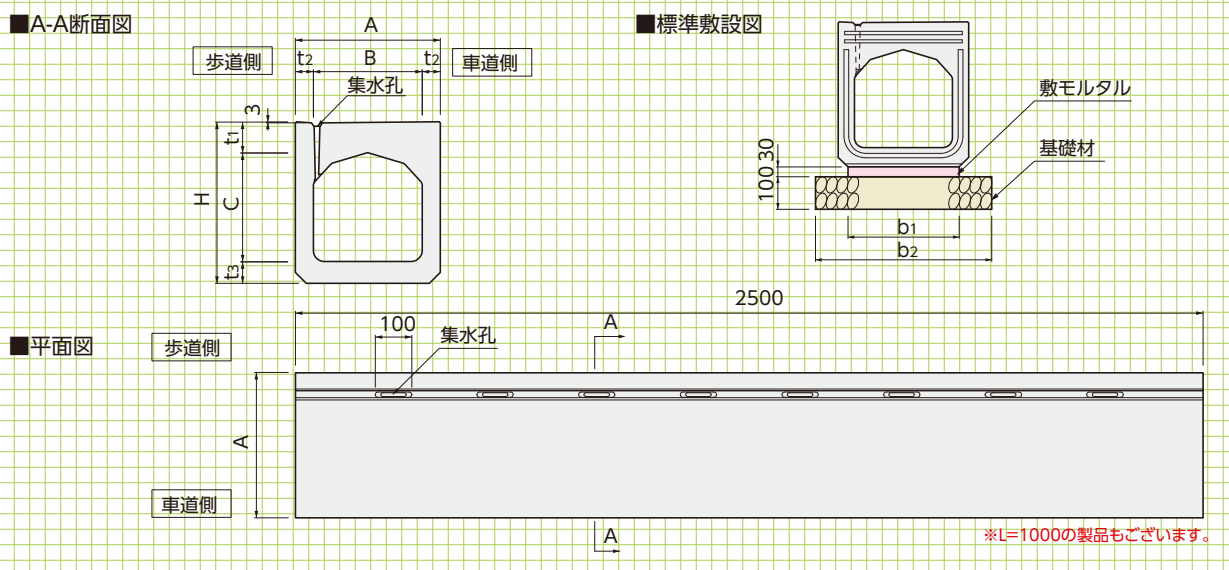 ■A-A断面図
A
歩道側
t2
B
t2
車道側
集水孔
3
t1
H
C
t3
■標準敷設図
敷モルタル
基礎材
30
100
b1
b2
2500
■平面図
歩道側
100
集水孔
A
A
車道側
A
※L=1000の製品もございます。